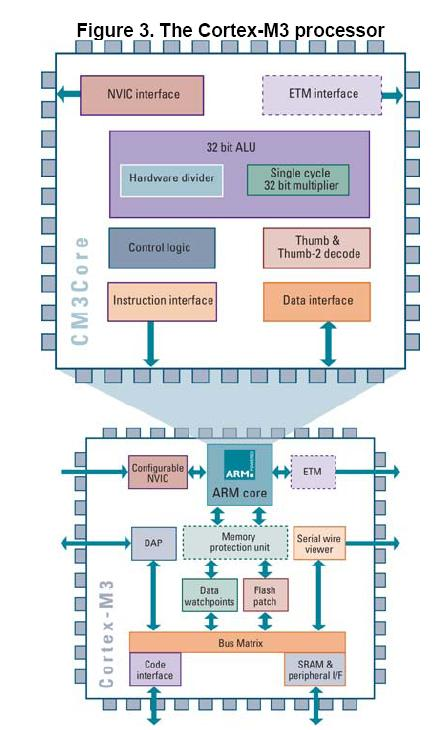 Figure 3. The Cortex-M3 processor
NVIC interface
ETM interface
32 bit ALU
Hardware divider
Single cycle
32 bit multiplier
Control logic
Thumb &
Thumb-2 decode
CM3Core
Instruction interface
Data interface
Configurable
NVIC
ARM POWERED
ARM core
ETM
DAP
Memory
protection unit
Serial wire
viewer
Data
watchpoints
Flash
patch
Cortex-M3
Bus Matrix
Code
interface
SRAM &
peripheral I/F